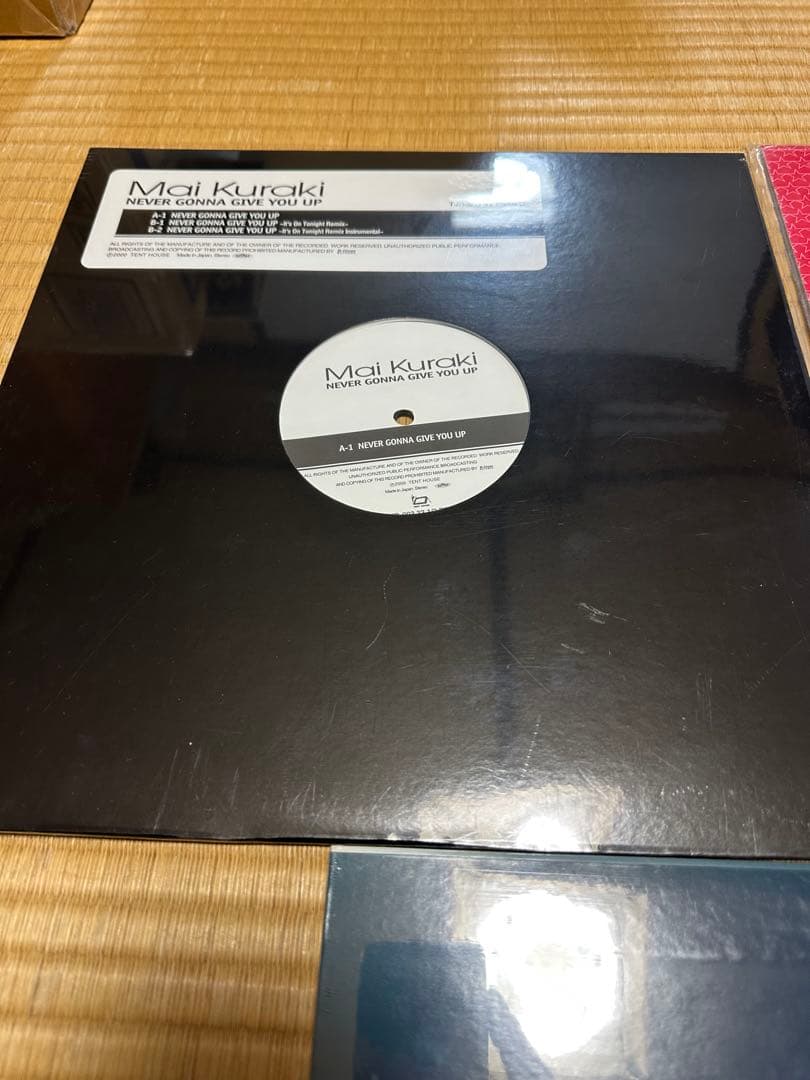 Mai Kuraki
NEVER GONNA GIVE YOU UP
A-1 NEVER GONNA GIVE YOU UP
B-1 NEVER GONNA GIVE YOU UP ~It's On Tonight Remix~
B-2 NEVER GONNA GIVE YOU UP ~It's On Tonight Remix Instrumental~
ALL RIGHTS OF THE MANUFACTURE AND OF THE OWNER OF THE RECORDED. WORK RESERVED. UNAUTHORIZED PUBLIC PERFORMANCE.
BROADCASTING AND COPYING OF THIS RECORD PROHIBITED MANUFACTURED BY
℗2000 TENT HOUSE Made in Japan. Stereo
Mai Kuraki
NEVER GONNA GIVE YOU UP
A-1 NEVER GONNA GIVE YOU UP
ALL RIGHTS OF THE MANUFACTURE AND OF THE OWNER OF THE RECORDED. WORK RESERVED.
UNAUTHORIZED PUBLIC PERFORMANCE BROADCASTING
AND COPYING OF THIS RECORD PROHIBITED MANUFACTURED BY
℗2000 TENT HOUSE
Made in Japan. Stereo